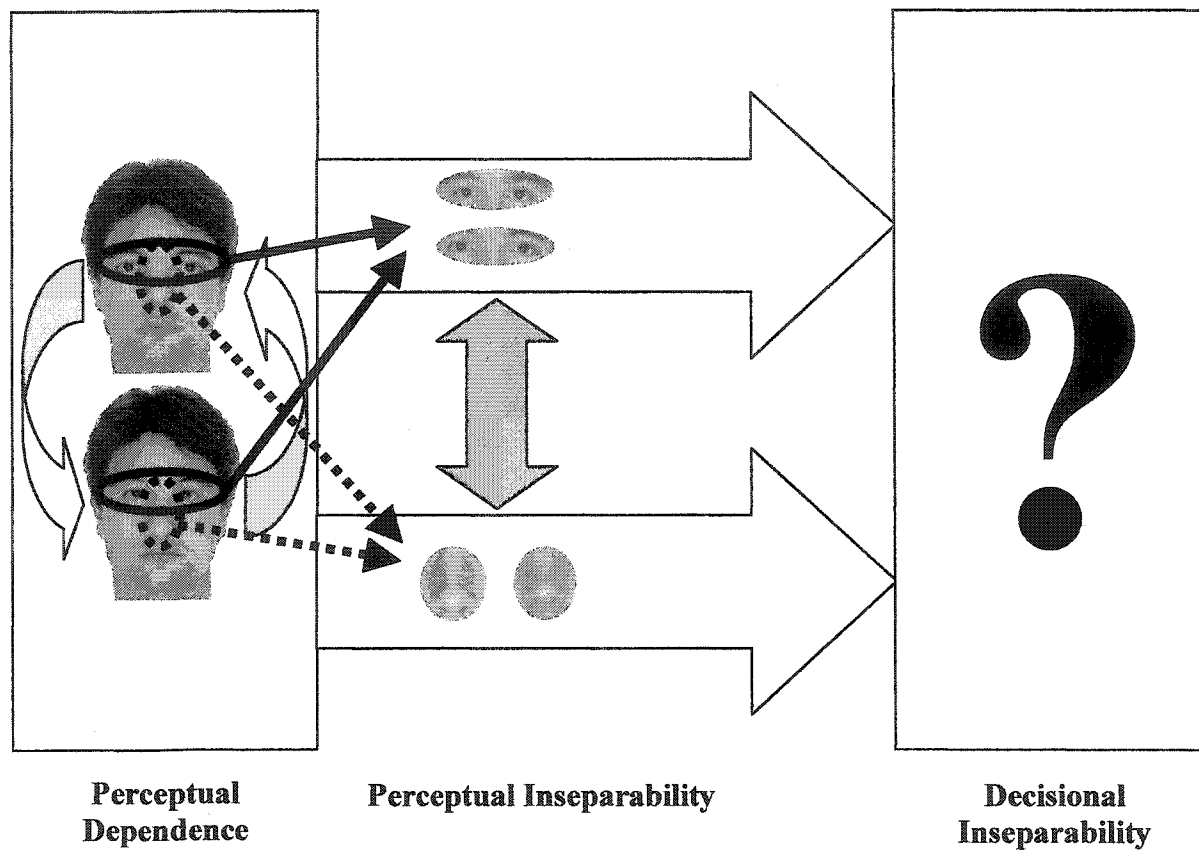 ?
Perceptual
Dependence
Perceptual Inseparability
Decisional
Inseparability